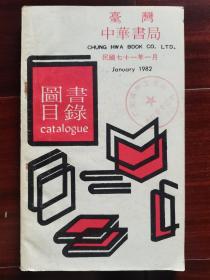 臺灣
中華書局
CHUNG HWA BOOK CO., LTD.
民國七十一年一月
January 1982
圖書
目錄
catalogue